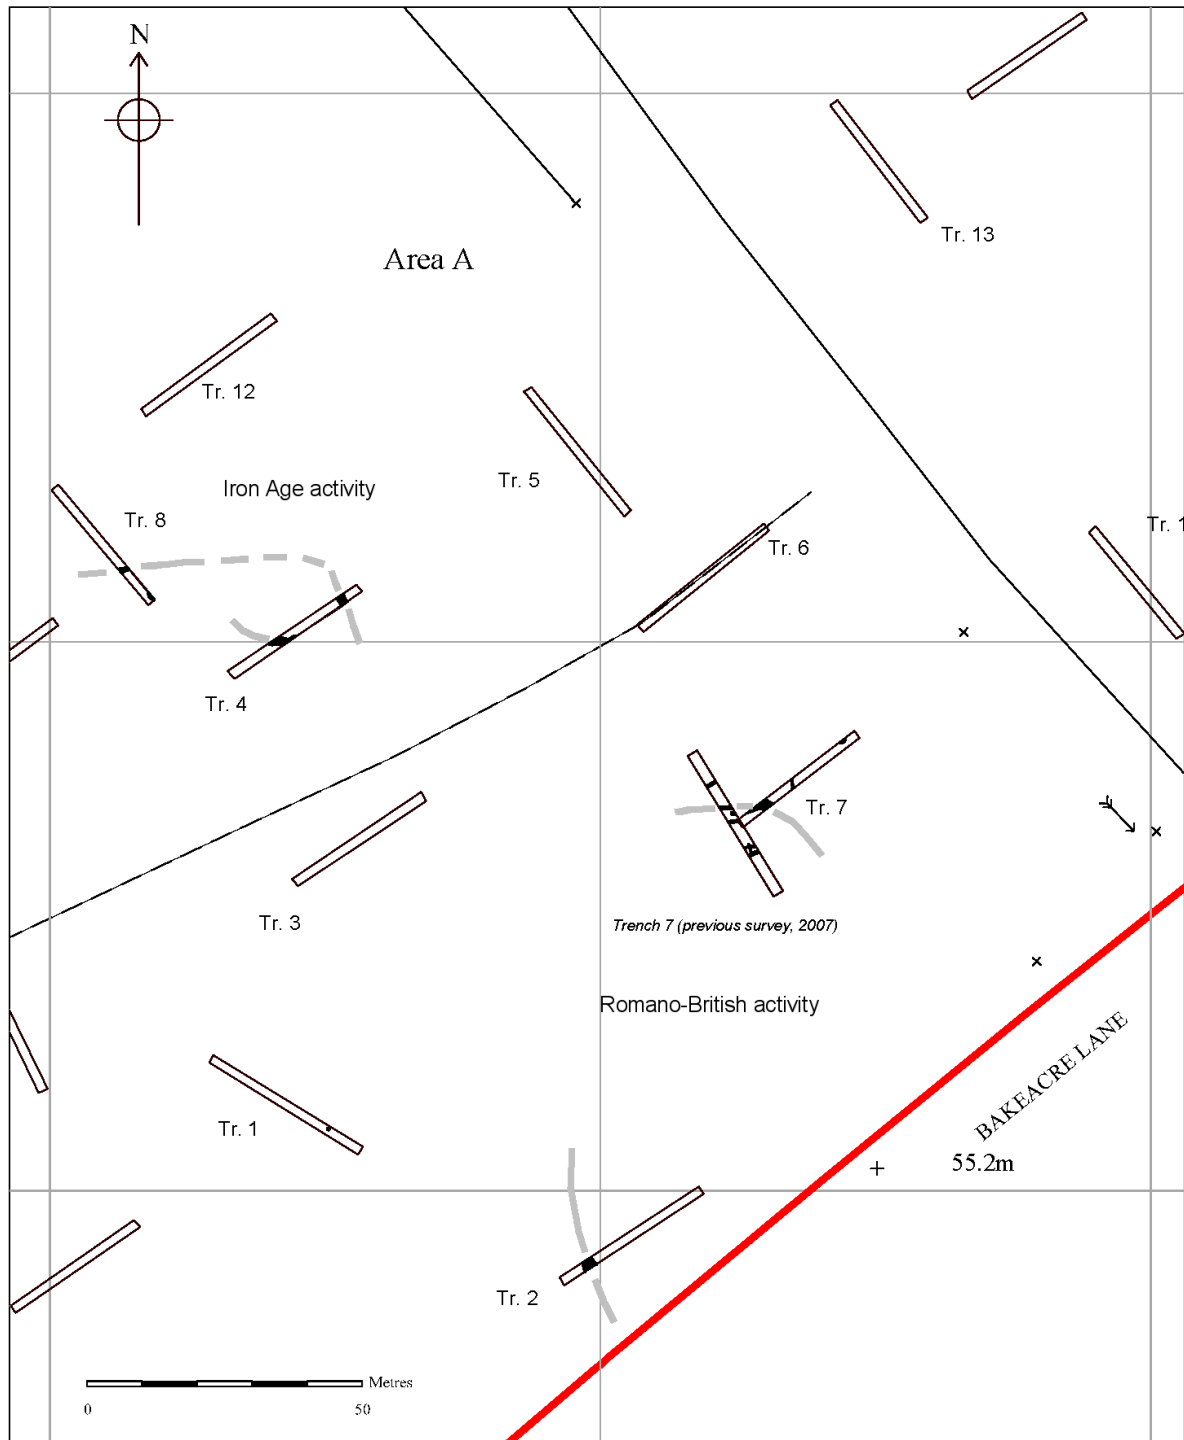 N
Tr. 13
Area A
Tr. 12
Tr. 5
Iron Age activity
Tr. 8
Tr. 1
Tr. 6
Tr. 4
Tr. 7
Tr. 3
Trench 7 (previous survey, 2007)
Romano-British activity
BAKEACRE LANE
Tr. 1
55.2m
Tr. 2
Metres
0
50